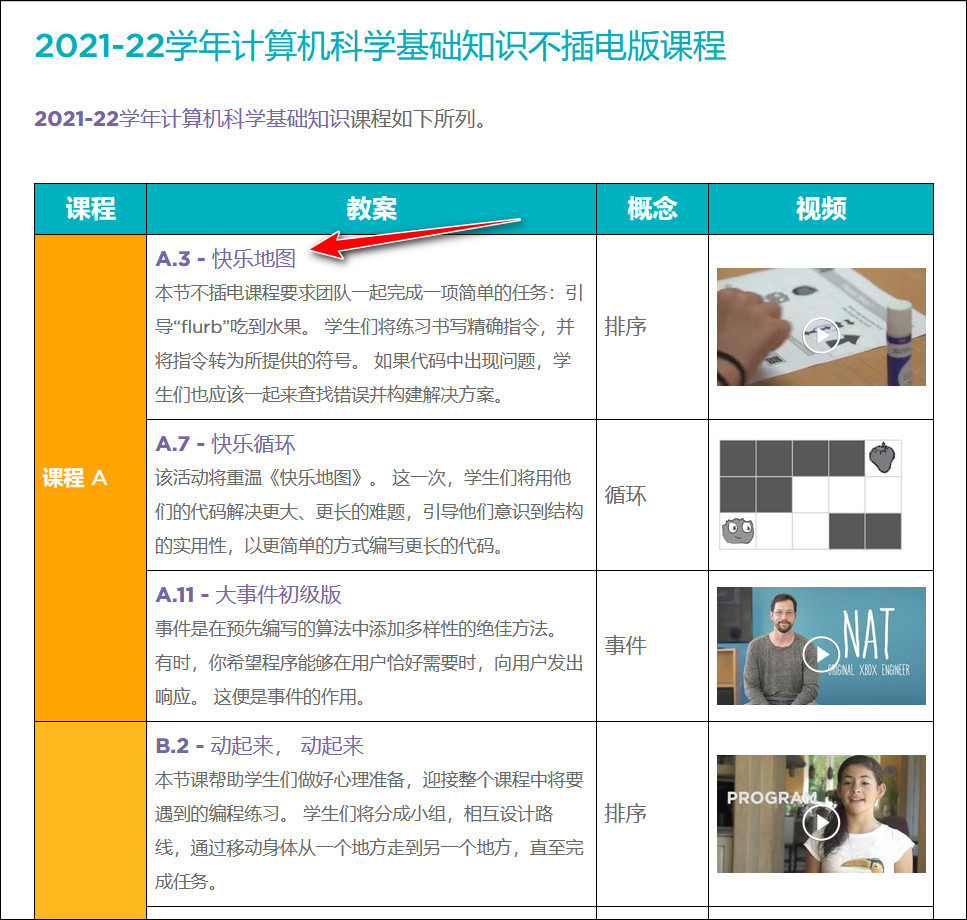 2021-22学年计算机科学基础知识不插电版课程
2021-22学年计算机科学基础知识课程如下所列。
课程 教案 概念 视频
课程 A
A.3 - 快乐地图
本节不插电课程要求团队一起完成一项简单的任务：引
导“flurb”吃到水果。 学生们将练习书写精确指令，并
将指令转为所提供的符号。 如果代码中出现问题，学
生们也应该一起来查找错误并构建解决方案。
排序
A.7 - 快乐循环
该活动将重温《快乐地图》。 这一次，学生们将用他
们的代码解决更大、更长的难题，引导他们意识到结构
的实用性，以更简单的方式编写更长的代码。
循环
A.11 - 大事件初级版
事件是在预先编写的算法中添加多样性的绝佳方法。
有时，你希望程序能够在用户恰好需要时，向用户发出
响应。 这便是事件的作用。
事件
NAT
ORIGINAL XBOX ENGINEER
B.2 - 动起来， 动起来
本节课帮助学生们做好心理准备，迎接整个课程中将要
遇到的编程练习。 学生们将分成小组，相互设计路
线，通过移动身体从一个地方走到另一个地方，直至完
成任务。
排序
PROGRAM